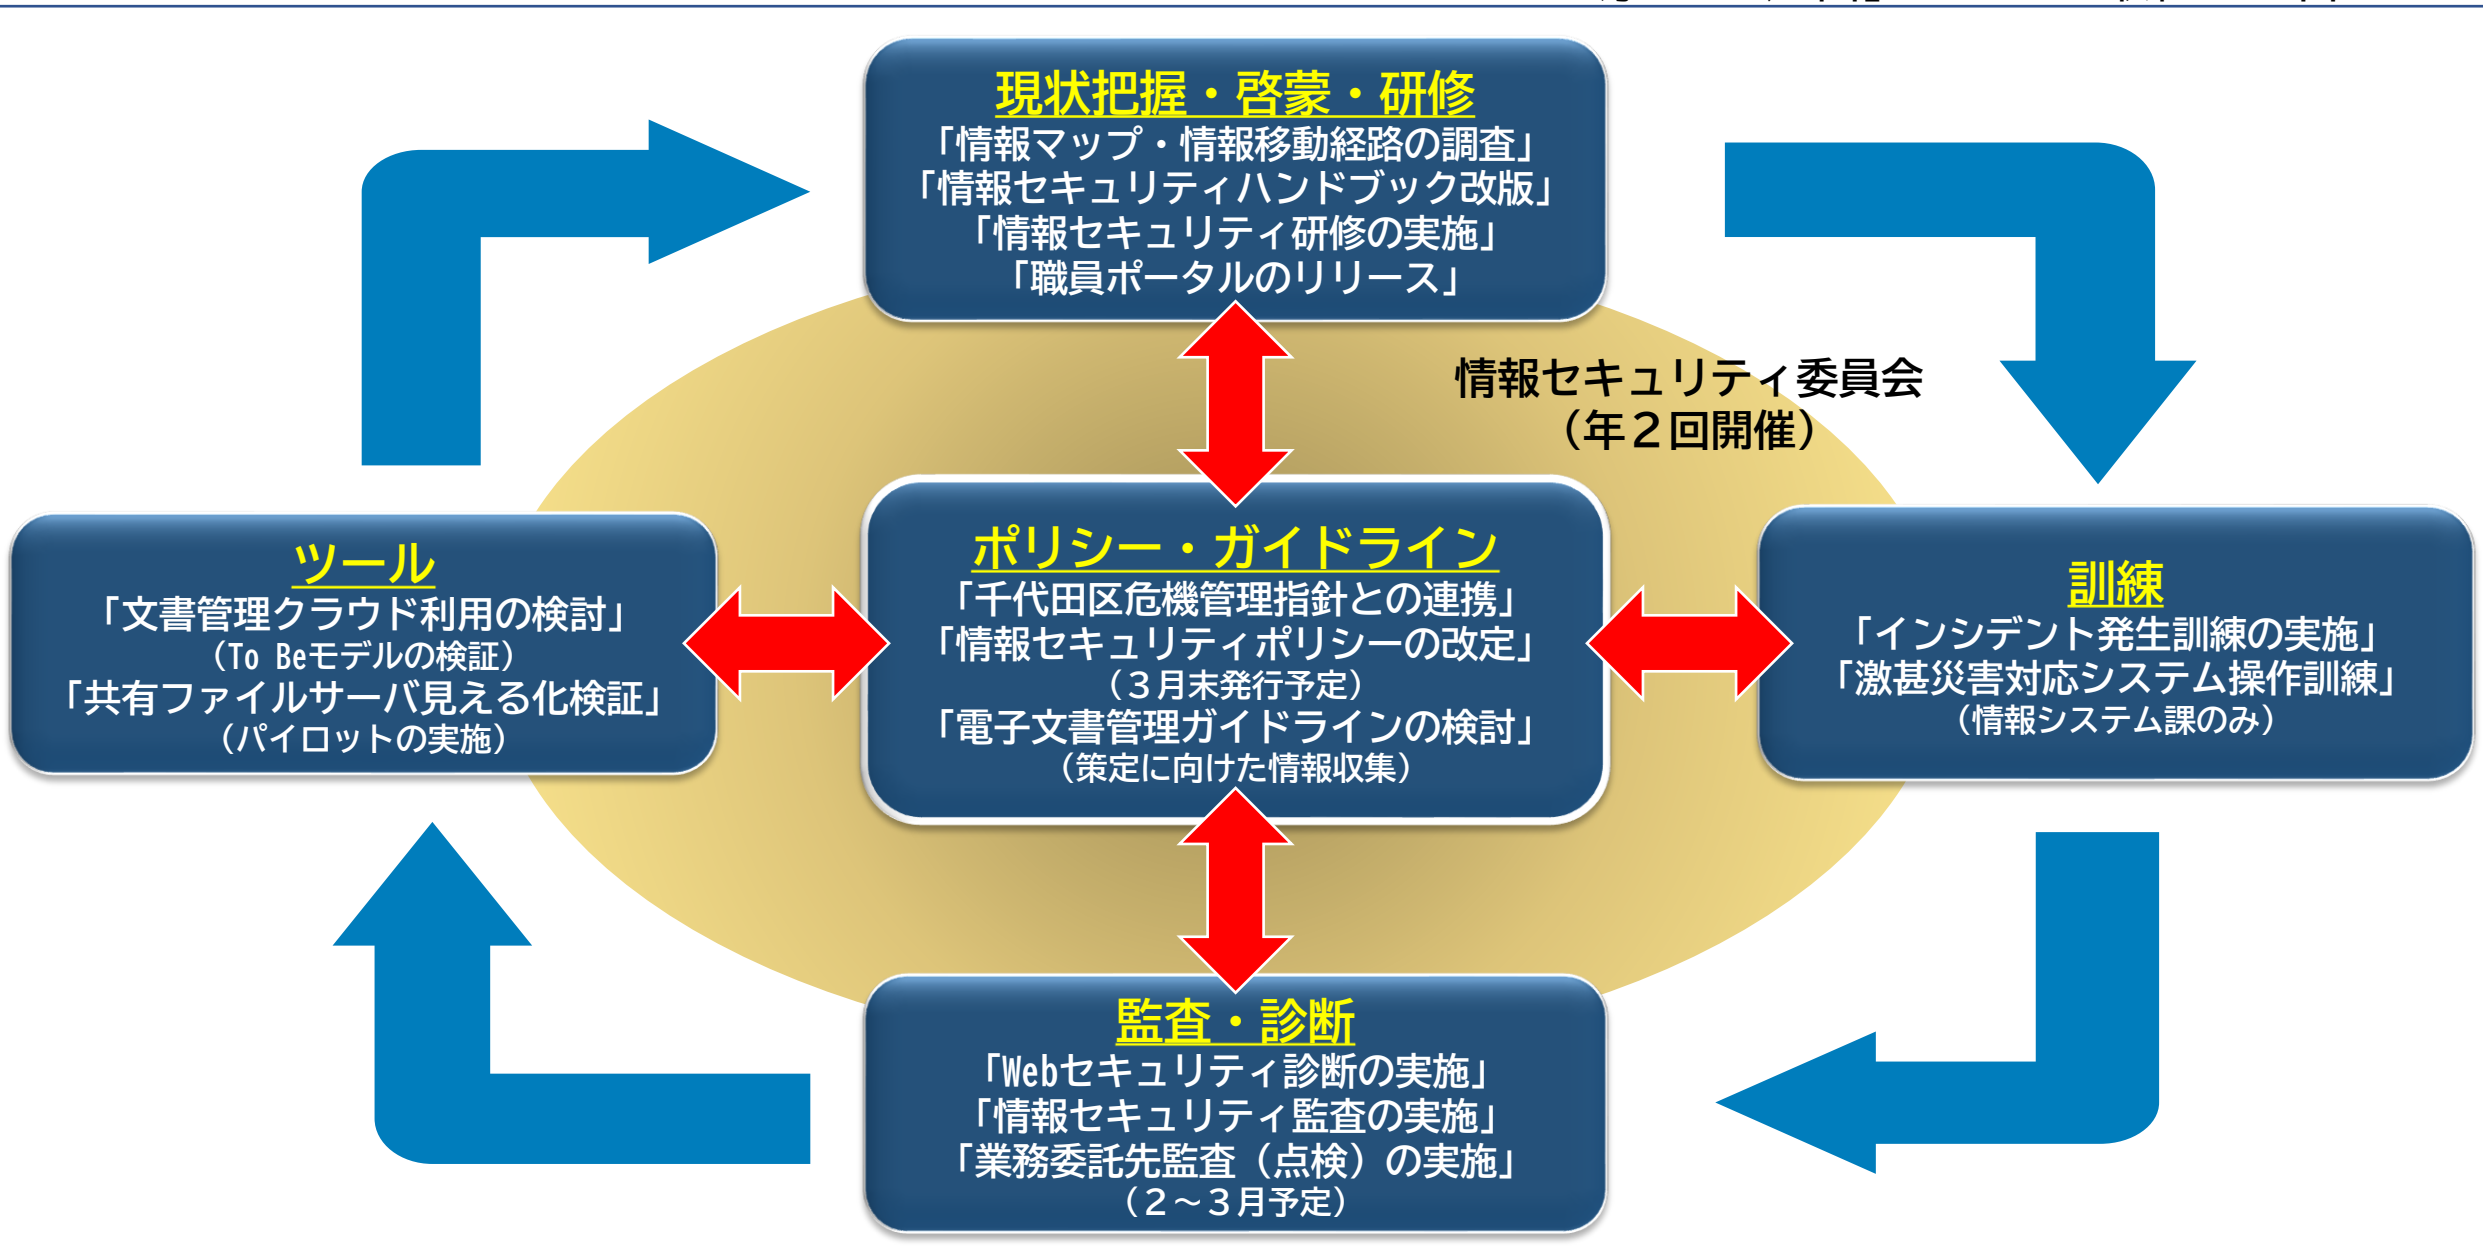 現状把握・啓蒙・研修
「情報マップ・情報移動経路の調査」
「情報セキュリティハンドブック改版」
「情報セキュリティ研修の実施」
「職員ポータルのリリース」
情報セキュリティ委員会
（年２回開催）
ツール
「文書管理クラウド利用の検討」
（To Beモデルの検証）
「共有ファイルサーバ見える化検証」
（パイロットの実施）
ポリシー・ガイドライン
「千代田区危機管理指針との連携」
「情報セキュリティポリシーの改定」
（３月末発行予定）
「電子文書管理ガイドラインの検討」
（策定に向けた情報収集）
訓練
「インシデント発生訓練の実施」
「激甚災害対応システム操作訓練」
（情報システム課のみ）
監査・診断
「Webセキュリティ診断の実施」
「情報セキュリティ監査の実施」
「業務委託先監査（点検）の実施」
（２～３月予定）